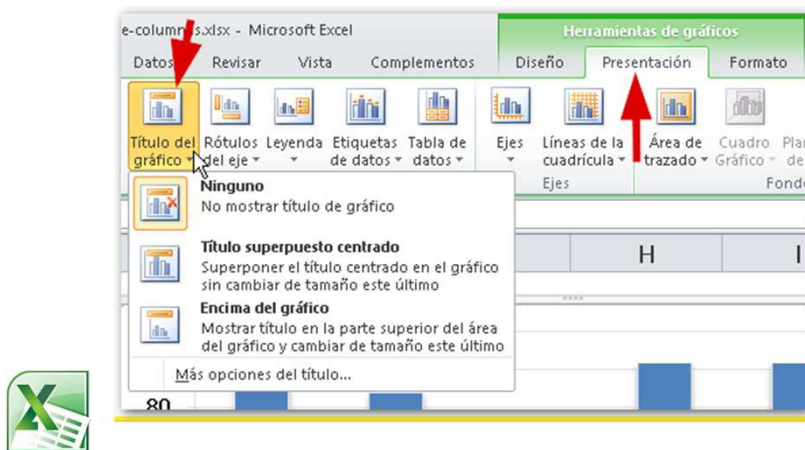 e-columnas.xlsx - Microsoft Excel
Herramientas de gráficos
Datos Revisar Vista Complementos Diseño Presentación Formato
Título del gráfico
Rótulos del eje
Leyenda
Etiquetas de datos
Tabla de datos
Ejes
Líneas de la cuadrícula
Área de trazado
Cuadro Gráfico
Ejes
Ninguno
No mostrar título de gráfico
Título superpuesto centrado
Superponer el título centrado en el gráfico
sin cambiar de tamaño este último
Encima del gráfico
Mostrar título en la parte superior del área
del gráfico y cambiar de tamaño este último
Más opciones del título...
H
I
80